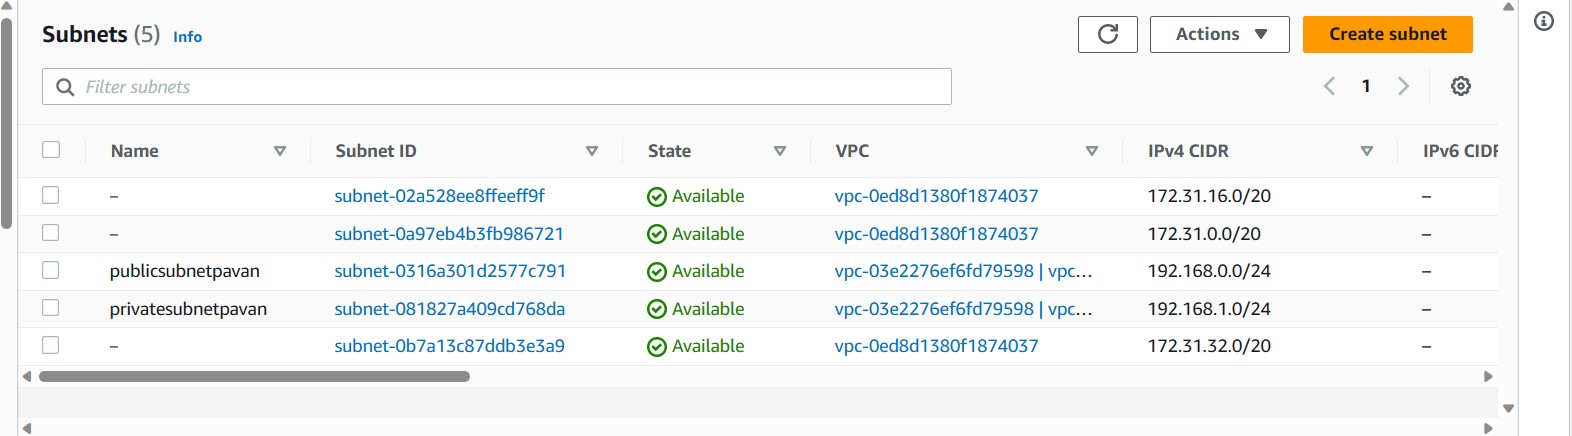 Subnets (5) Info
Actions
Create subnet
Filter subnets
1
Name Subnet ID State VPC IPv4 CIDR IPv6 CIDR
– subnet-02a528ee8ffeeff9f Available vpc-0ed8d1380f1874037 172.31.16.0/20 –
– subnet-0a97eb4b3fb986721 Available vpc-0ed8d1380f1874037 172.31.0.0/20 –
publicsubnetpavan subnet-0316a301d2577c791 Available vpc-03e2276ef6fd79598 | vpc... 192.168.0.0/24 –
privatesubnetpavan subnet-081827a409cd768da Available vpc-03e2276ef6fd79598 | vpc... 192.168.1.0/24 –
– subnet-0b7a13c87ddb3e3a9 Available vpc-0ed8d1380f1874037 172.31.32.0/20 –